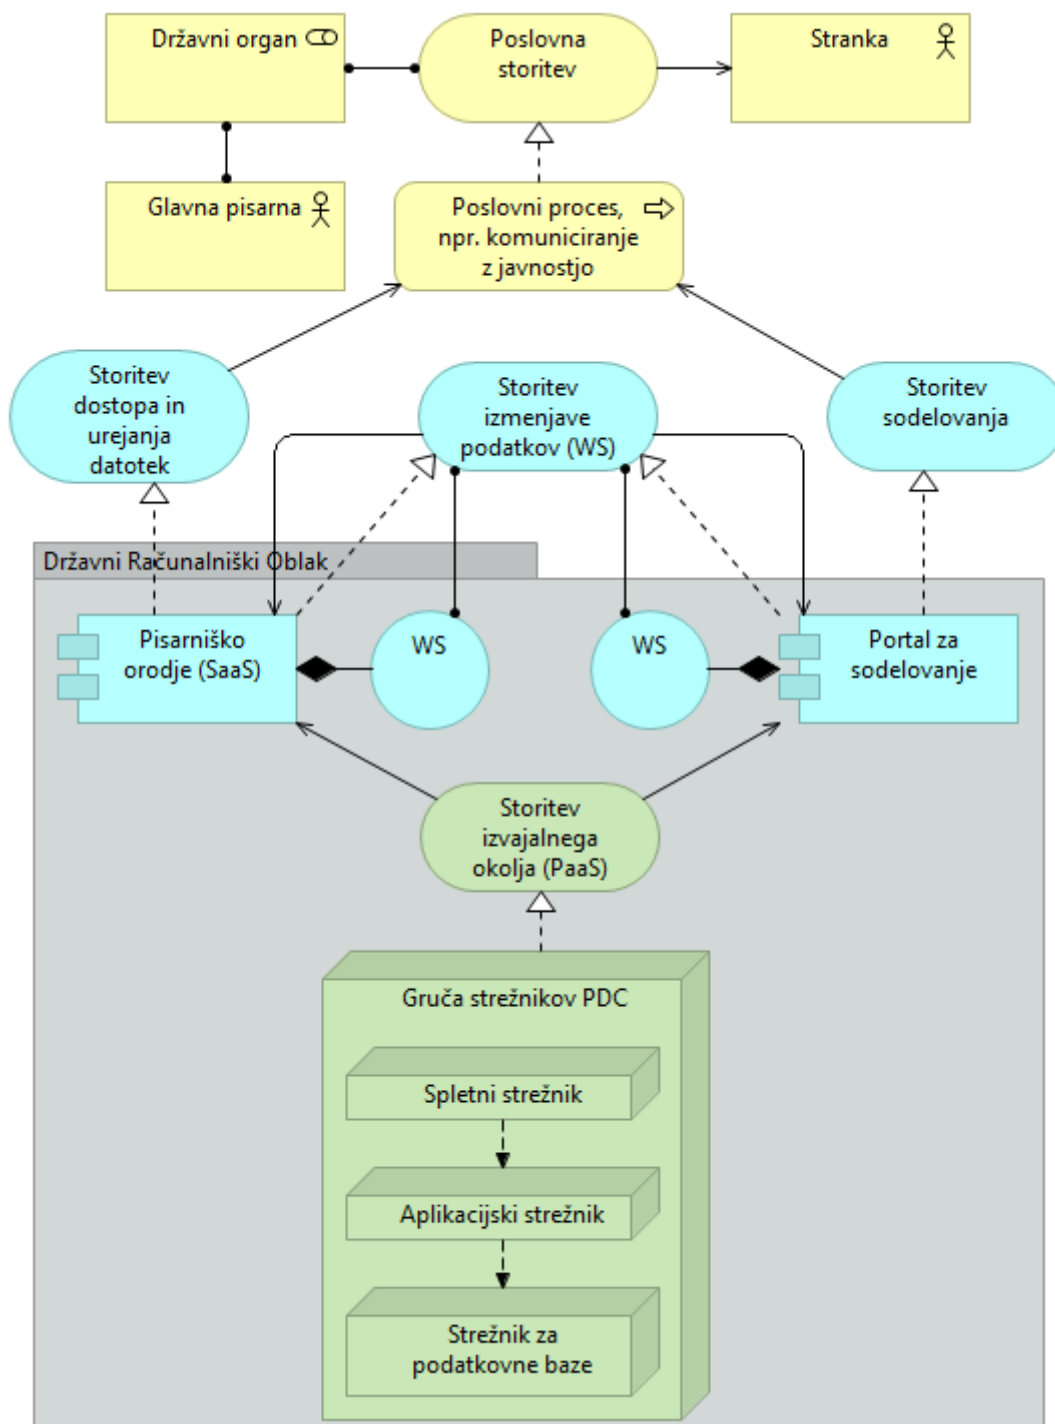 Državni organ
Poslovna
storitev
Stranka
Glavna pisarna
Poslovni proces,
npr. komuniciranje
z javnostjo
Storitev
dostopa in
urejanja
datotek
Storitev
izmenjave
podatkov (WS)
Storitev
sodelovanja
Državni Računalniški Oblak
Pisarniško
orodje (SaaS)
WS
WS
Portal za
sodelovanje
Storitev
izvajalnega
okolja (PaaS)
Gruča strežnikov PDC
Spletni strežnik
Aplikacijski strežnik
Strežnik za
podatkovne baze